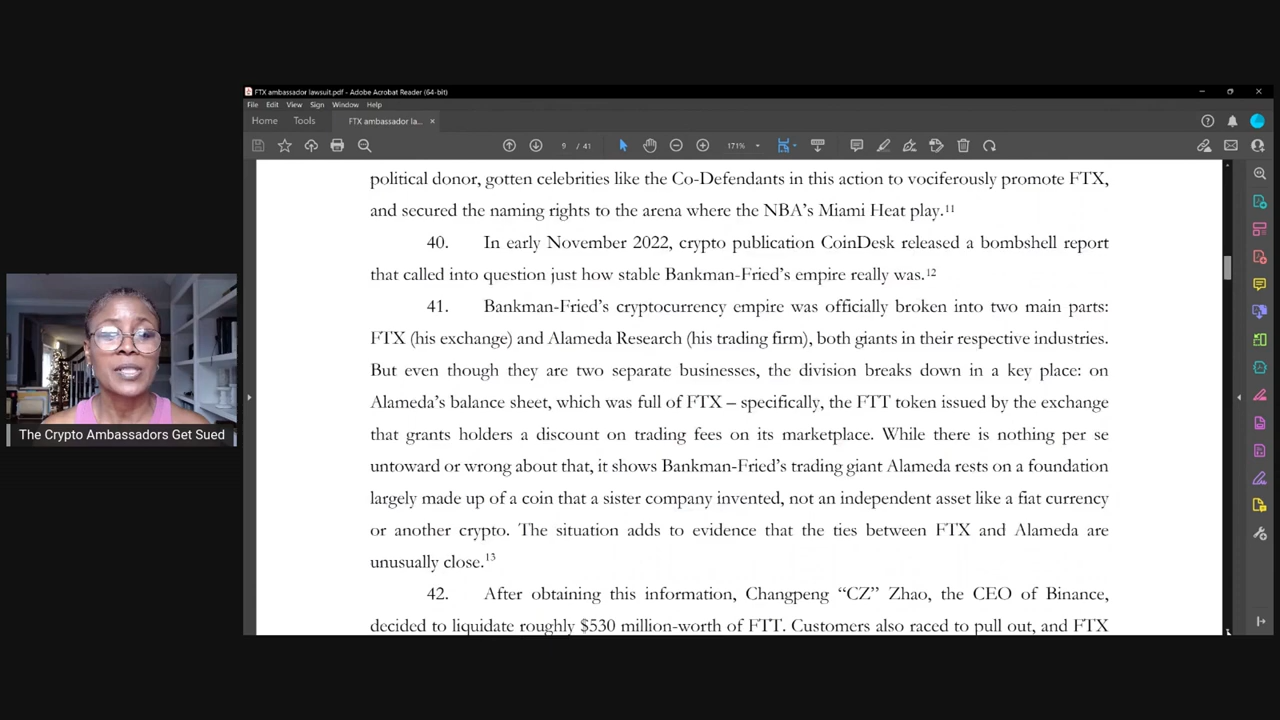 FTX ambassador lawsuit.pdf - Adobe Acrobat Reader (64-bit)
File Edit View Sign Window Help
Home Tools FTX ambassador la... ×
9 / 41 171%
political donor, gotten celebrities like the Co-Defendants in this action to vociferously promote FTX,
and secured the naming rights to the arena where the NBA's Miami Heat play.11
40. In early November 2022, crypto publication CoinDesk released a bombshell report
that called into question just how stable Bankman-Fried's empire really was.12
41. Bankman-Fried's cryptocurrency empire was officially broken into two main parts:
FTX (his exchange) and Alameda Research (his trading firm), both giants in their respective industries.
But even though they are two separate businesses, the division breaks down in a key place: on
Alameda's balance sheet, which was full of FTX – specifically, the FTT token issued by the exchange
that grants holders a discount on trading fees on its marketplace. While there is nothing per se
untoward or wrong about that, it shows Bankman-Fried's trading giant Alameda rests on a foundation
largely made up of a coin that a sister company invented, not an independent asset like a fiat currency
or another crypto. The situation adds to evidence that the ties between FTX and Alameda are
unusually close.13
42. After obtaining this information, Changpeng "CZ" Zhao, the CEO of Binance,
decided to liquidate roughly $530 million-worth of FTT. Customers also raced to pull out, and FTX
The Crypto Ambassadors Get Sued